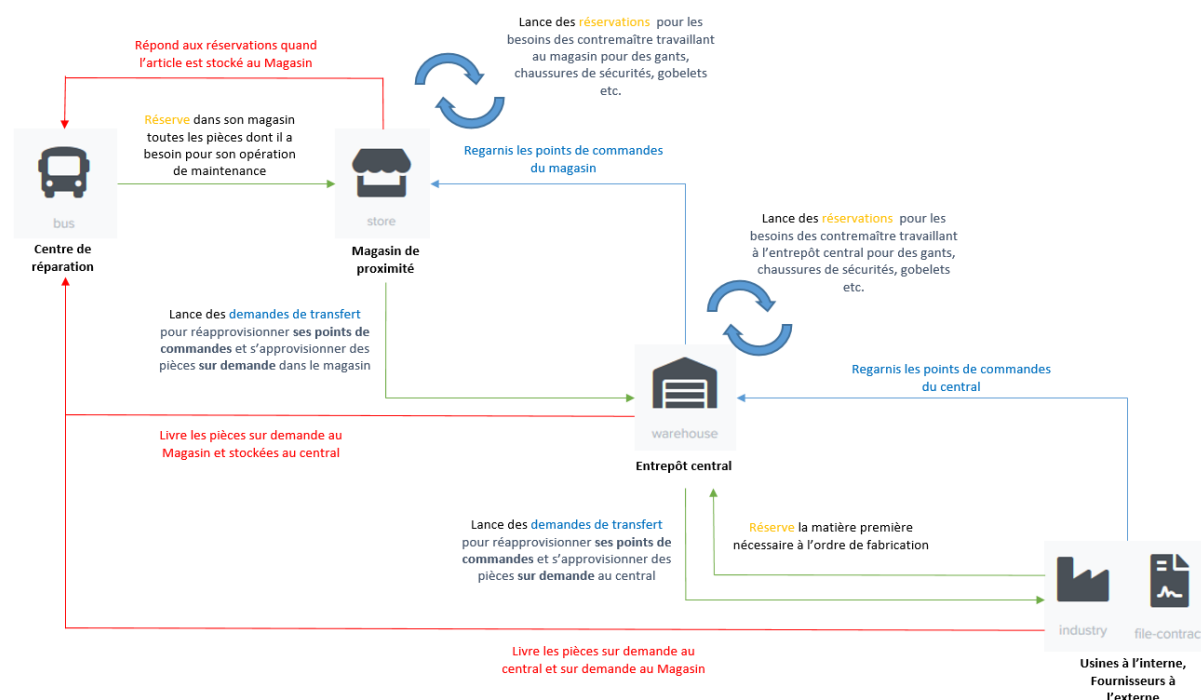 Lance des réservations pour les
besoins des contremaître travaillant
au magasin pour des gants,
chaussures de sécurités, gobelets
etc.
Répond aux réservations quand
l'article est stocké au Magasin
Réserve dans son magasin
toutes les pièces dont il a
besoin pour son opération
de maintenance
Regarnis les points de commandes
du magasin
bus
store
Centre de
réparation
Magasin de
proximité
Lance des réservations pour les
besoins des contremaître travaillant
à l'entrepôt central pour des gants,
chaussures de sécurités, gobelets
etc.
Lance des demandes de transfert
pour réapprovisionner ses points de
commandes et s'approvisionner des
pièces sur demande dans le magasin
Regarnis les points de commandes
du central
warehouse
Livre les pièces sur demande au
Magasin et stockées au central
Entrepôt central
Lance des demandes de transfert
pour réapprovisionner ses points de
commandes et s'approvisionner des
pièces sur demande au central
Réserve la matière première
nécessaire à l'ordre de fabrication
industry
file-contrac
Livre les pièces sur demande au
central et sur demande au Magasin
Usines à l'interne,
Fournisseurs à
l'externe